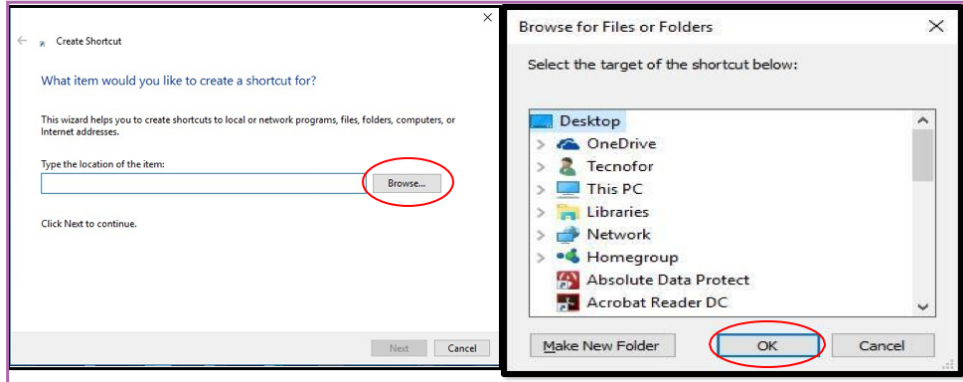 Create Shortcut
What item would you like to create a shortcut for?
This wizard helps you to create shortcuts to local or network programs, files, folders, computers, or
Internet addresses.
Type the location of the item:
Browse...
Click Next to continue.
Next Cancel
Browse for Files or Folders
Select the target of the shortcut below:
Desktop
OneDrive
Tecnofor
This PC
Libraries
Network
Homegroup
Absolute Data Protect
Acrobat Reader DC
Make New Folder OK Cancel